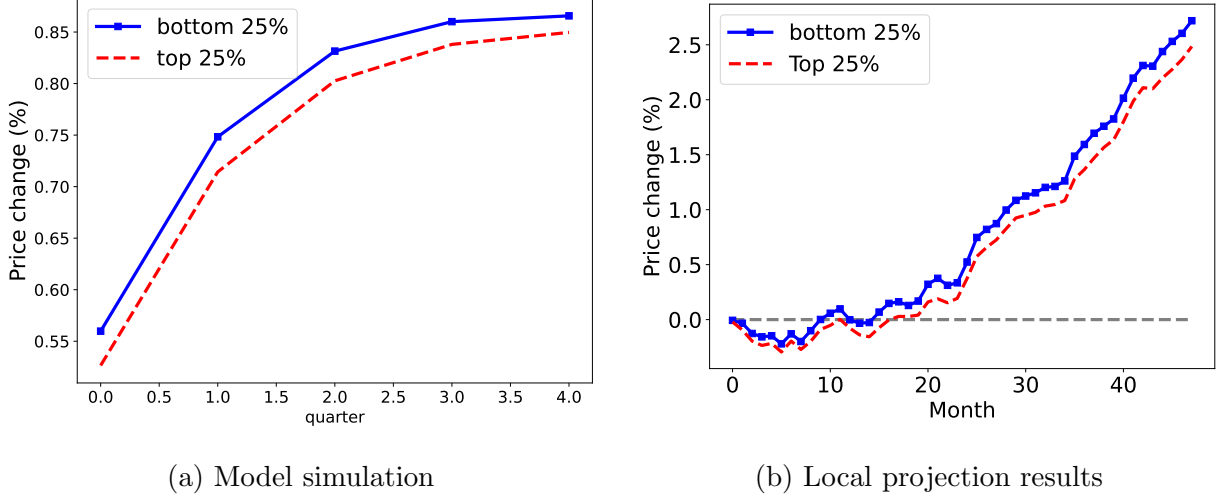 bottom 25%
top 25%
Price change (%)
0.85
0.80
0.75
0.70
0.65
0.60
0.55
0.0 0.5 1.0 1.5 2.0 2.5 3.0 3.5 4.0
quarter
(a) Model simulation
bottom 25%
Top 25%
Price change (%)
2.5
2.0
1.5
1.0
0.5
0.0
0 10 20 30 40
Month
(b) Local projection results